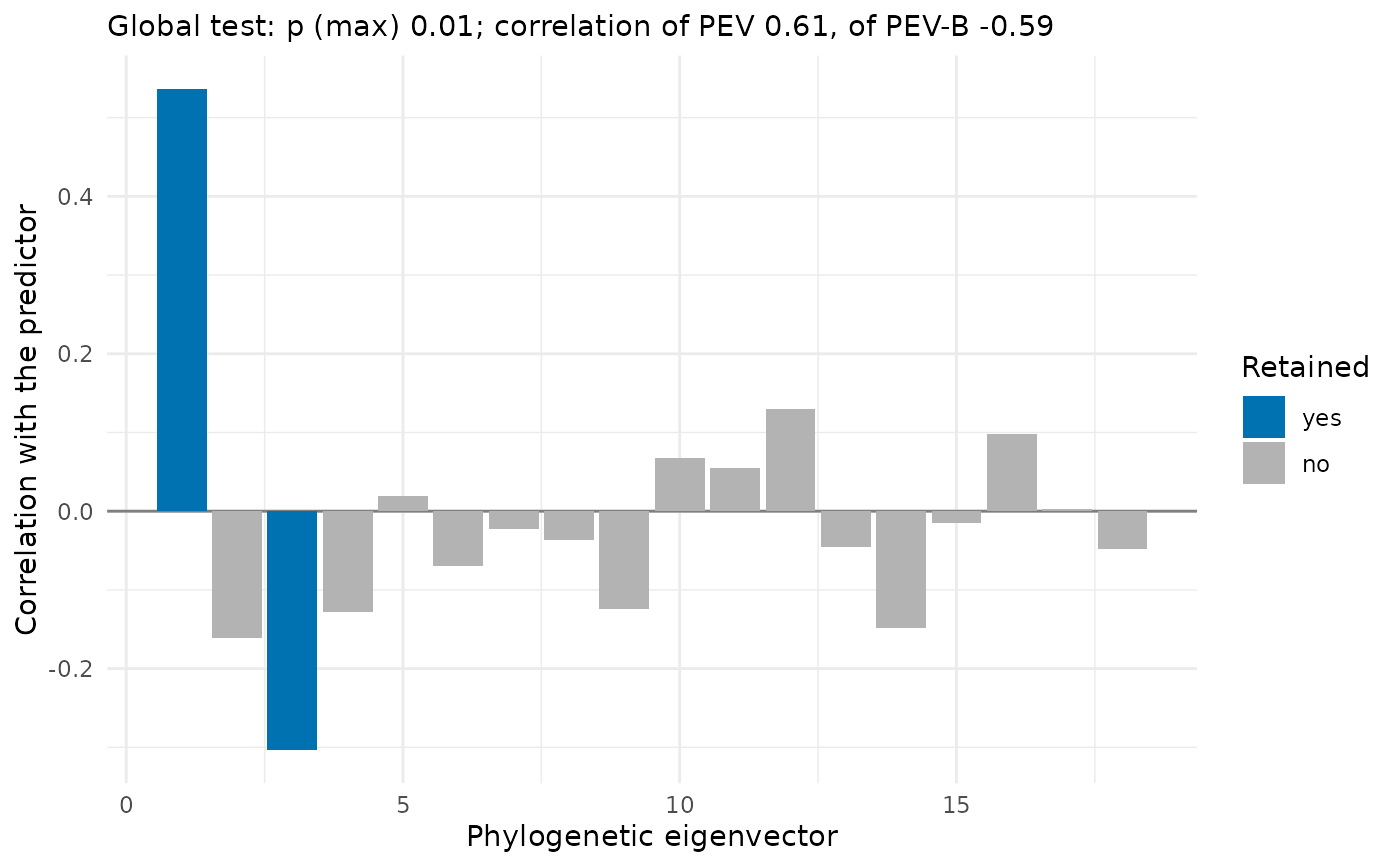 Global test: p (max) 0.01; correlation of PEV 0.61, of PEV-B -0.59
Correlation with the predictor
0.4
0.2
0.0
-0.2
0
5
10
15
Phylogenetic eigenvector
Retained
yes
no